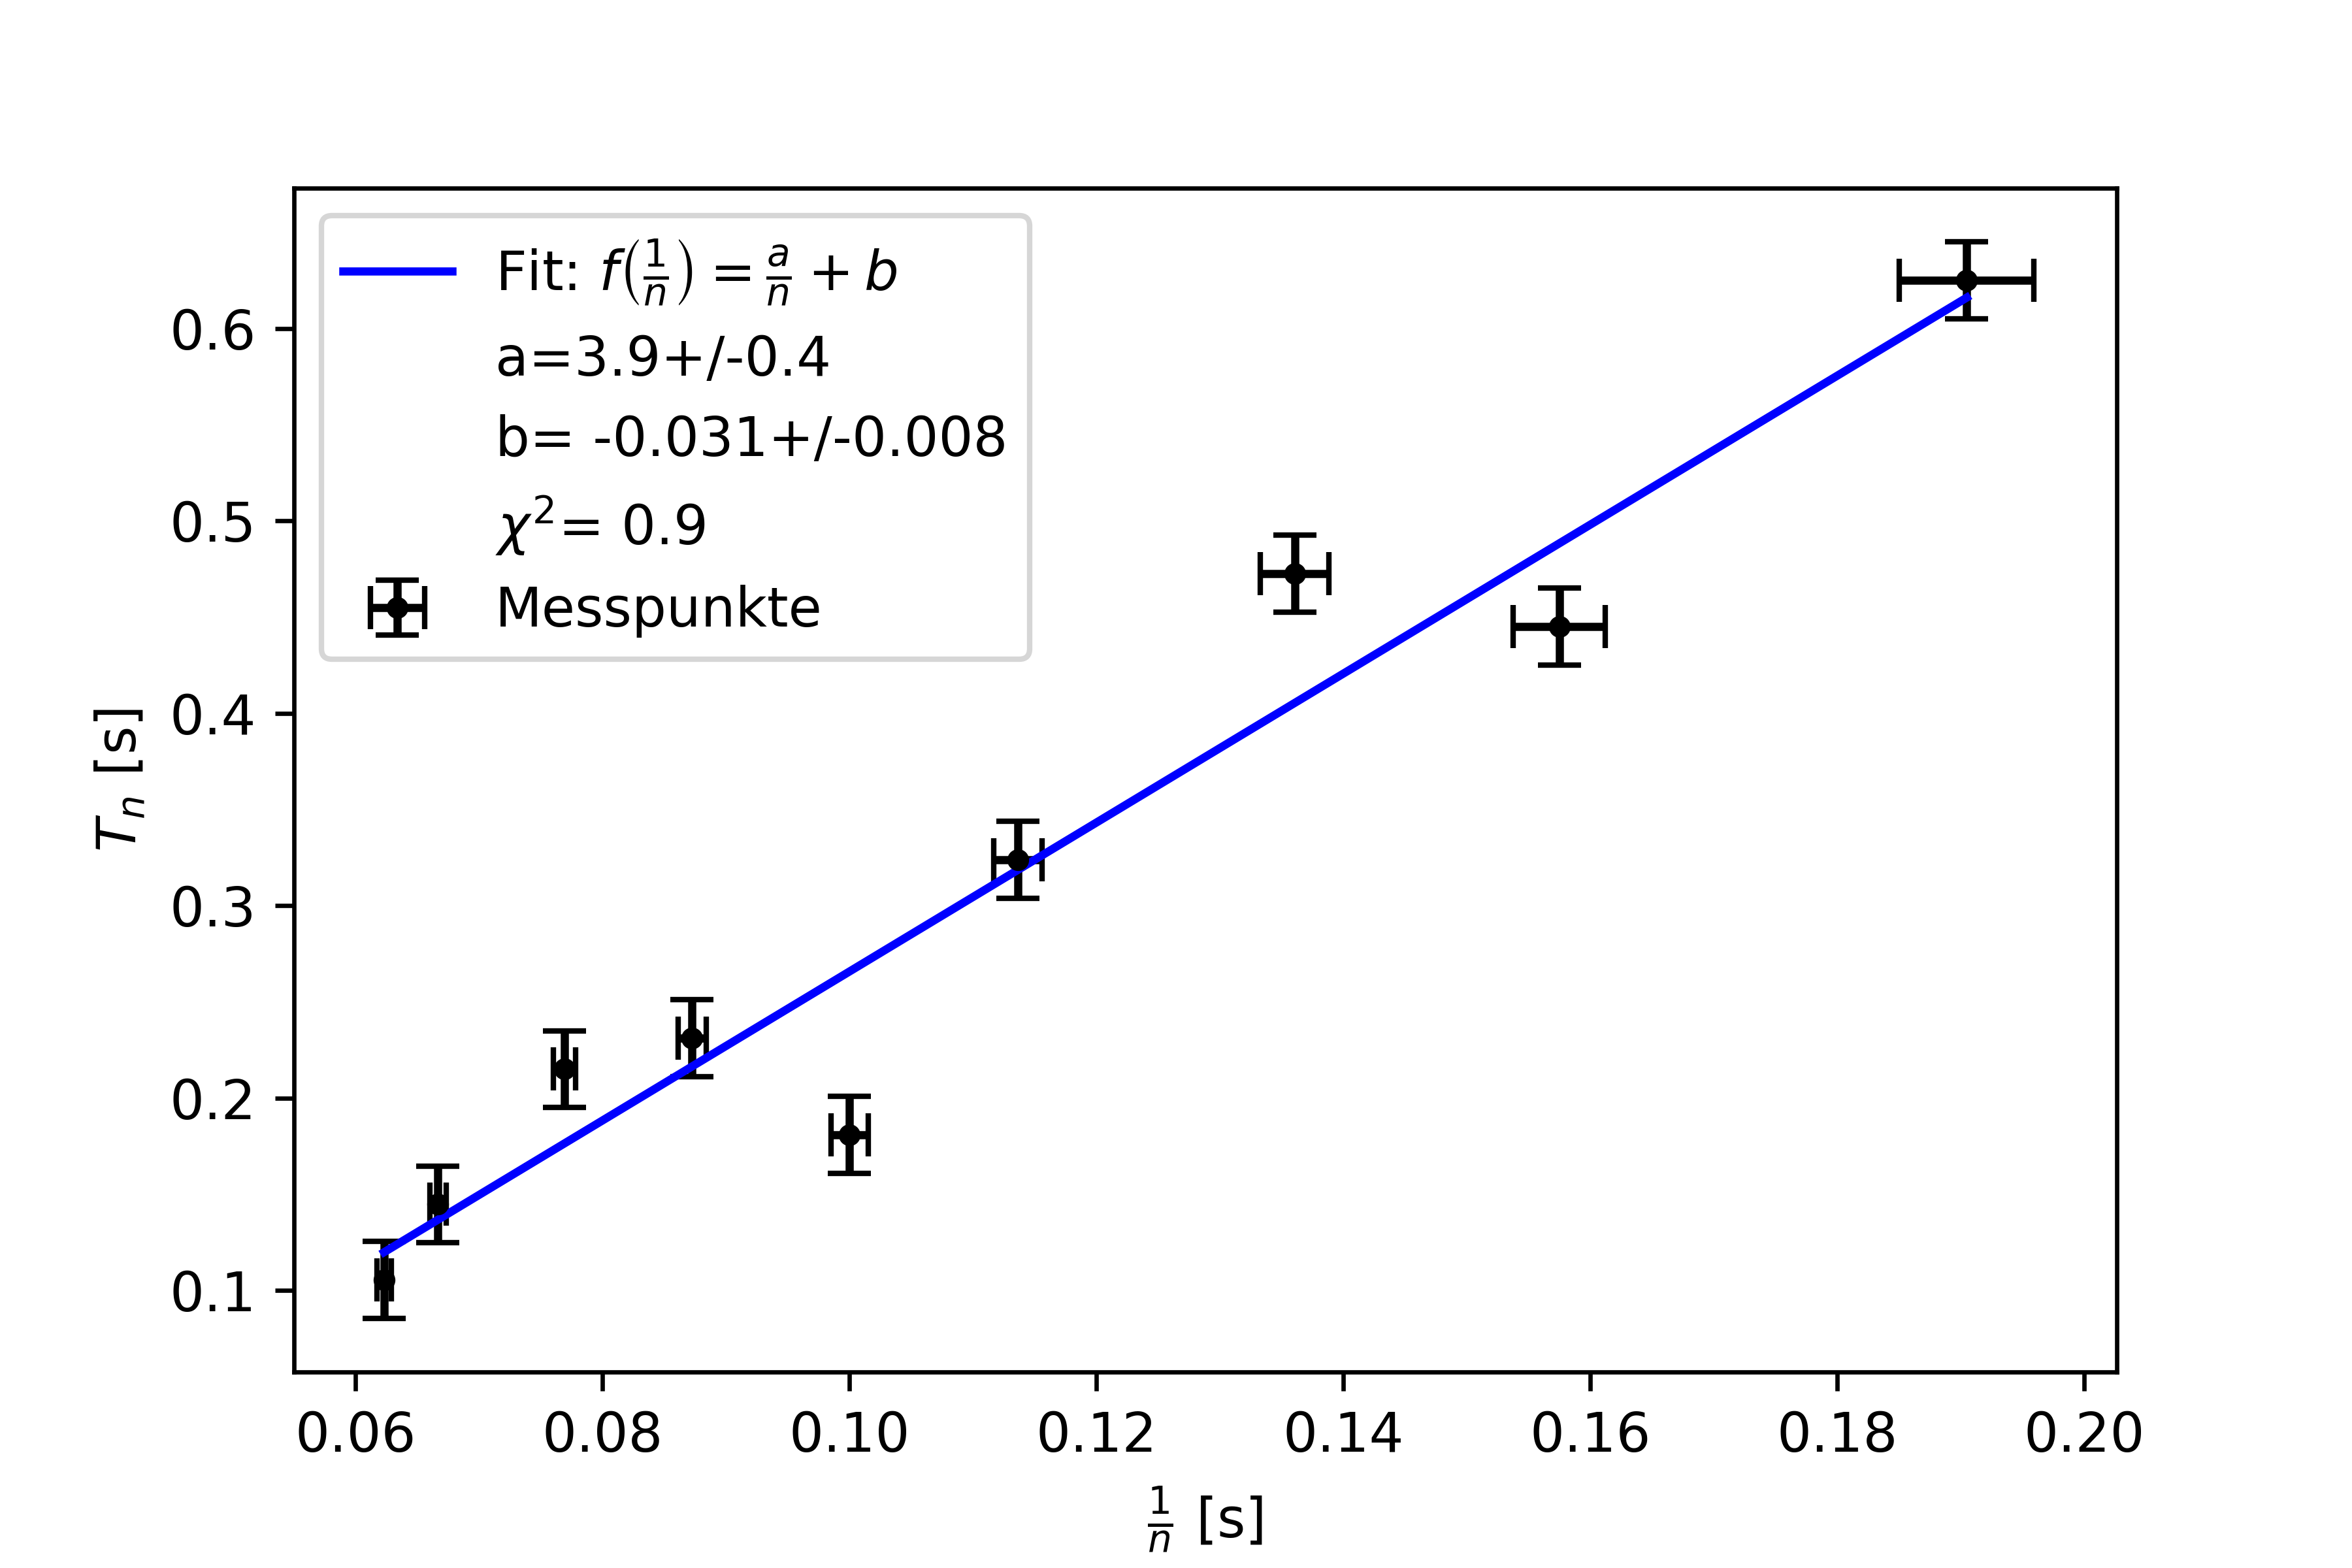 Fit: f(1/n) = a/n + b
a=3.9+/-0.4
b= -0.031+/-0.008
χ²= 0.9
Messpunkte
T_n [s]
0.6
0.5
0.4
0.3
0.2
0.1
0.06 0.08 0.10 0.12 0.14 0.16 0.18 0.20
1/n [s]